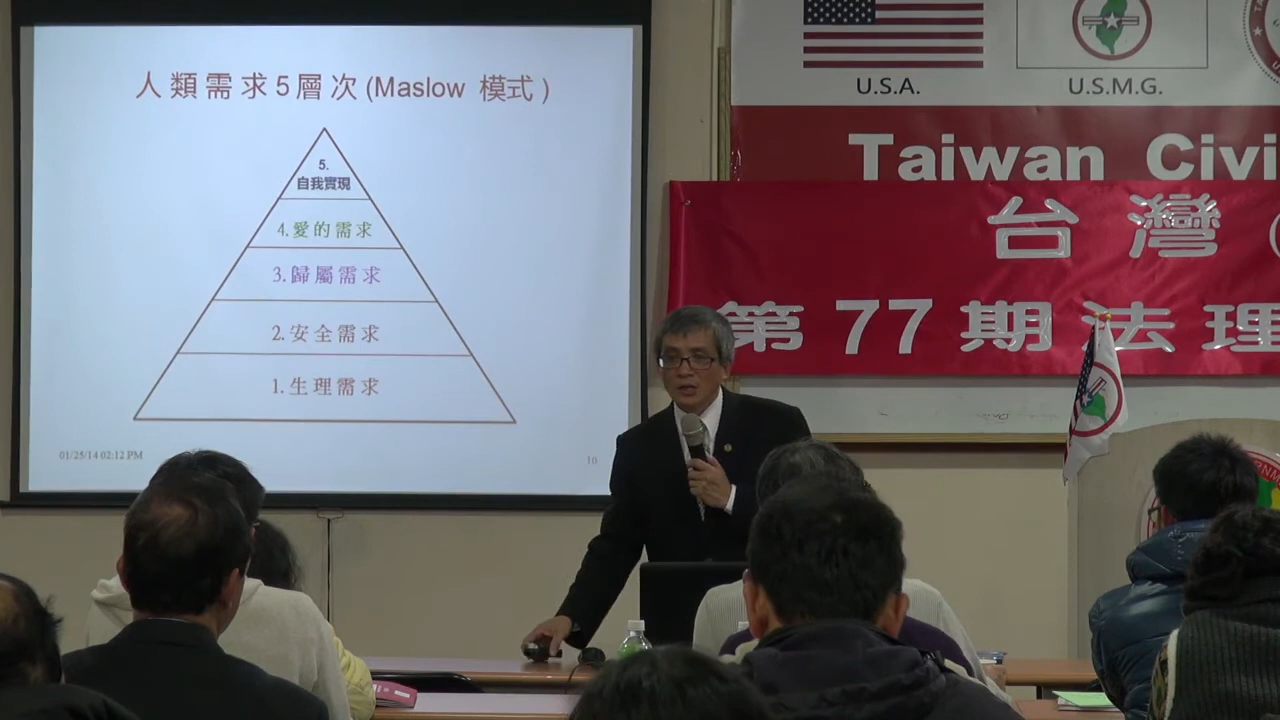 人類需求5層次(Maslow 模式)
5.
自我實現
4.愛的需求
3.歸屬需求
2.安全需求
1.生理需求
01/25/14 02:12 PM
10
U.S.A.
U.S.M.G.
Taiwan Civi
台灣
第77期法理